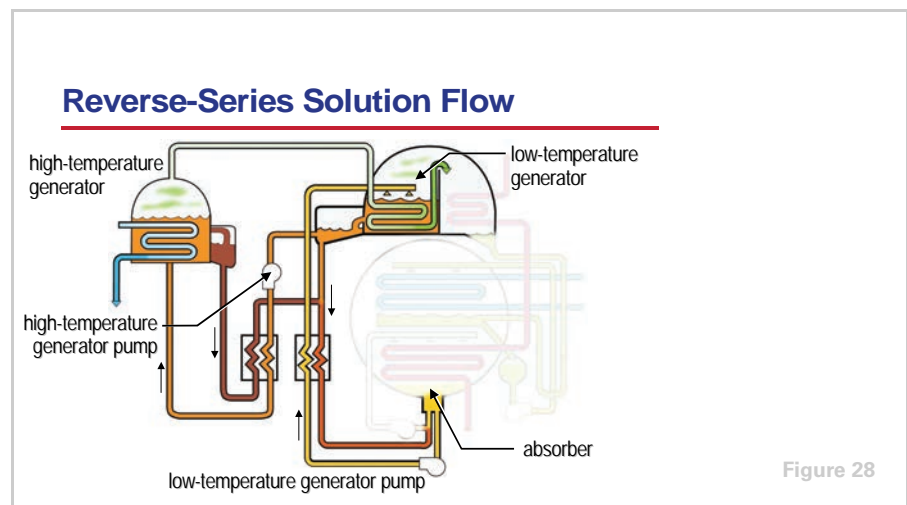 Reverse-Series Solution Flow
high-temperature
generator
low-temperature
generator
high-temperature
generator pump
absorber
low-temperature generator pump
Figure 28